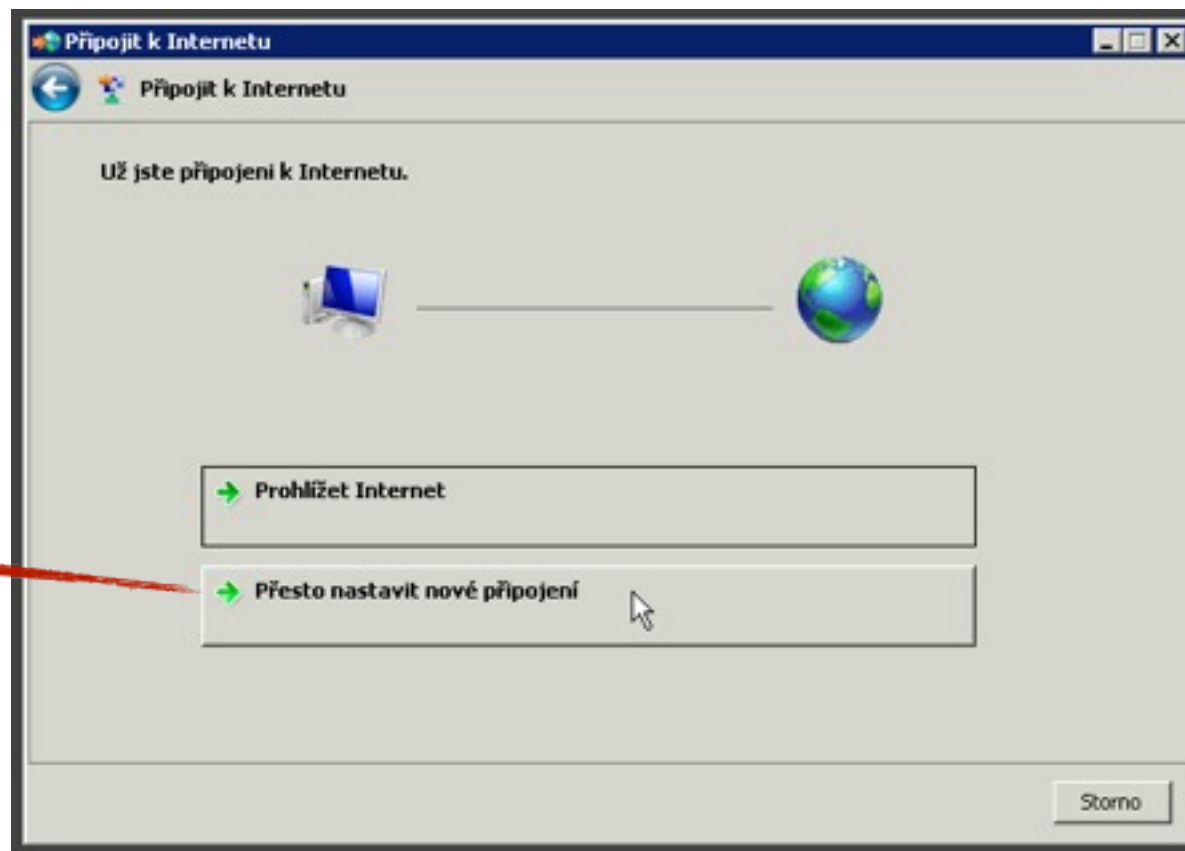 Připojit k Internetu
Připojit k Internetu
Už jste připojeni k Internetu.
Prohlížet Internet
Přesto nastavit nové připojení
Storno